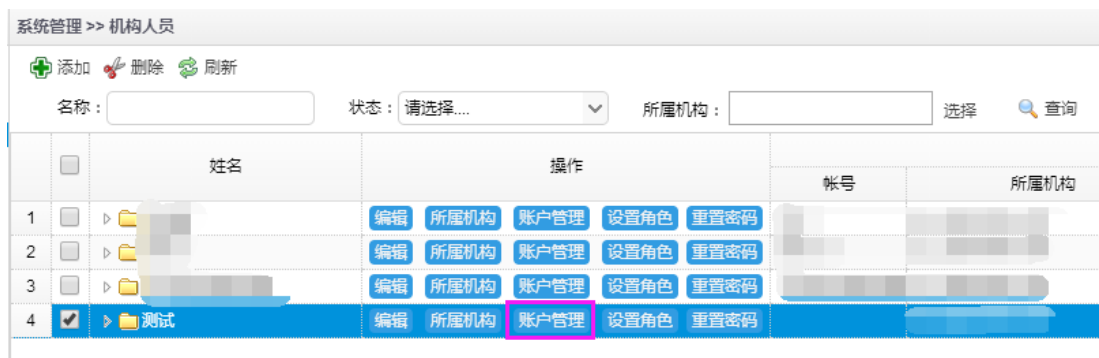 系统管理 >> 机构人员
添加 删除 刷新
名称： 状态： 请选择.... 所属机构： 选择 查询
姓名 操作
帐号 所属机构
1 编辑 所属机构 账户管理 设置角色 重置密码
2 编辑 所属机构 账户管理 设置角色 重置密码
3 编辑 所属机构 账户管理 设置角色 重置密码
4 测试 编辑 所属机构 账户管理 设置角色 重置密码